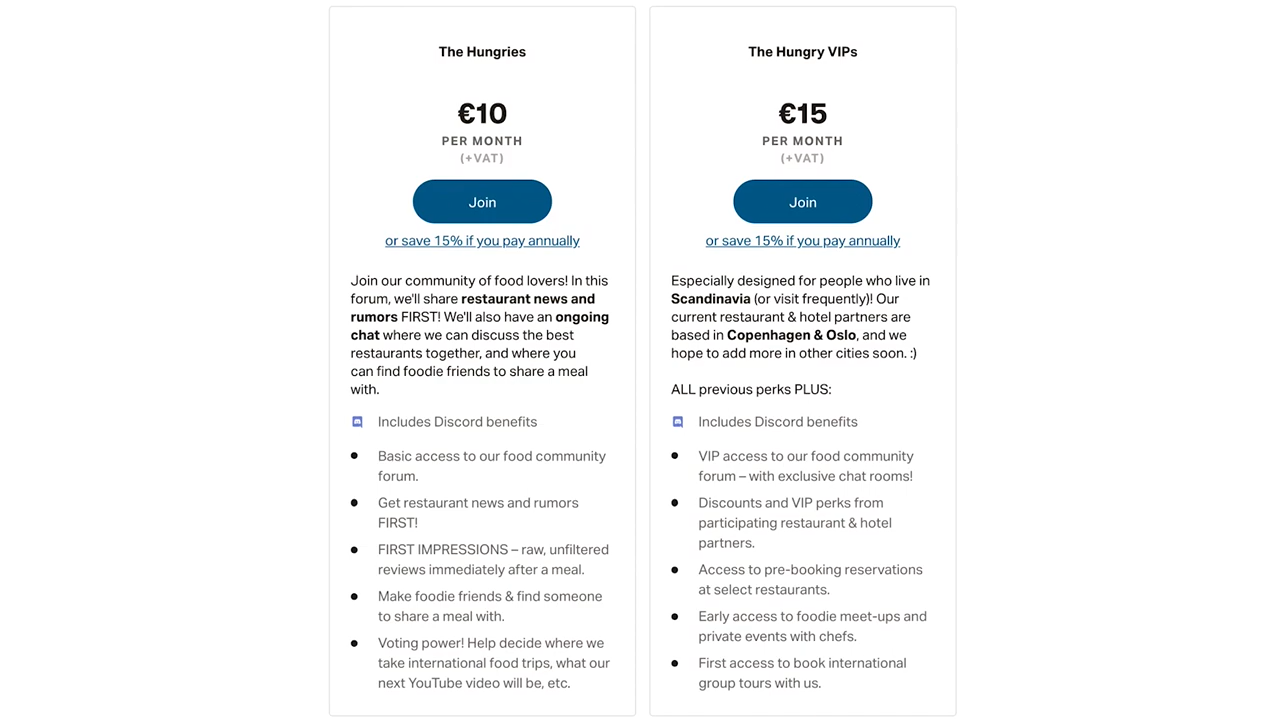 The Hungries
€10
PER MONTH
(+VAT)
Join
or save 15% if you pay annually
Join our community of food lovers! In this
forum, we'll share restaurant news and
rumors FIRST! We'll also have an ongoing
chat where we can discuss the best
restaurants together, and where you
can find foodie friends to share a meal
with.
Includes Discord benefits
Basic access to our food community
forum.
Get restaurant news and rumors
FIRST!
FIRST IMPRESSIONS – raw, unfiltered
reviews immediately after a meal.
Make foodie friends & find someone
to share a meal with.
Voting power! Help decide where we
take international food trips, what our
next YouTube video will be, etc.
The Hungry VIPs
€15
PER MONTH
(+VAT)
Join
or save 15% if you pay annually
Especially designed for people who live in
Scandinavia (or visit frequently)! Our
current restaurant & hotel partners are
based in Copenhagen & Oslo, and we
hope to add more in other cities soon. :)
ALL previous perks PLUS:
Includes Discord benefits
VIP access to our food community
forum – with exclusive chat rooms!
Discounts and VIP perks from
participating restaurant & hotel
partners.
Access to pre-booking reservations
at select restaurants.
Early access to foodie meet-ups and
private events with chefs.
First access to book international
group tours with us.